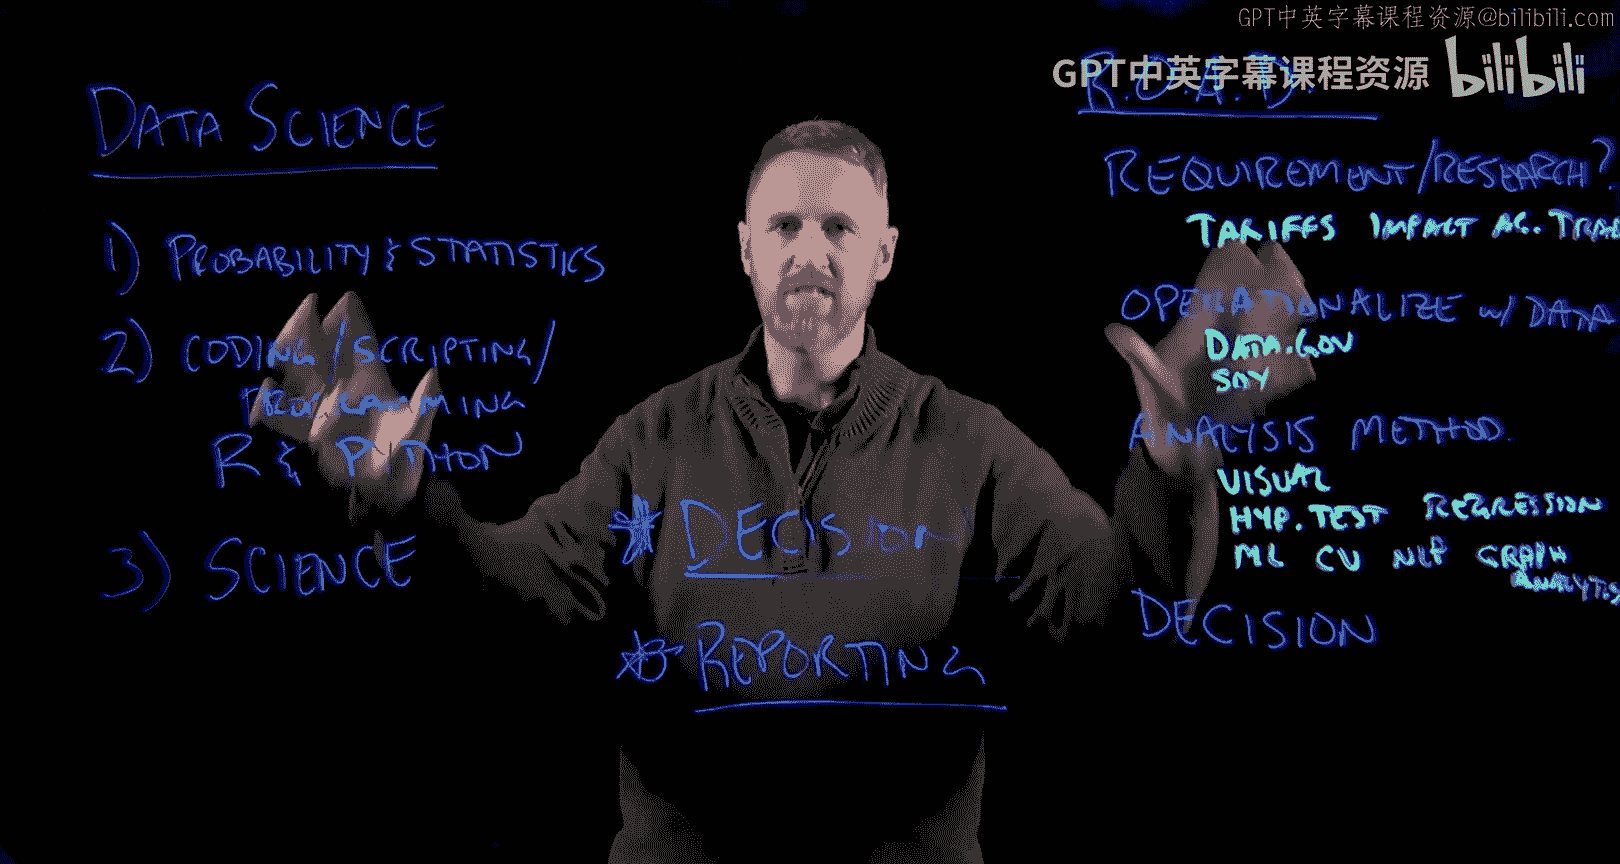 GPT中英字幕课程资源@bilibili.com
GPT中英字幕课程资源 bilibili
DATA SCIENCE
1) PROBABILITY & STATISTICS
2) CODING/SCRIPTING/
PROGRAMMING
R & PYTHON
3) SCIENCE
* DECISION
* REPORTING
R.O.A.D.
REQUIREMENT/RESEARCH?
TARIFFS IMPACT AG. TRAD
OPERATIONALIZE w/ DATA
DATA.GOV
SOY
ANALYSIS METHOD
VISUAL
HYP. TEST REGRESSION
ML CV NLP GRAPH
ANALYTICS
DECISION